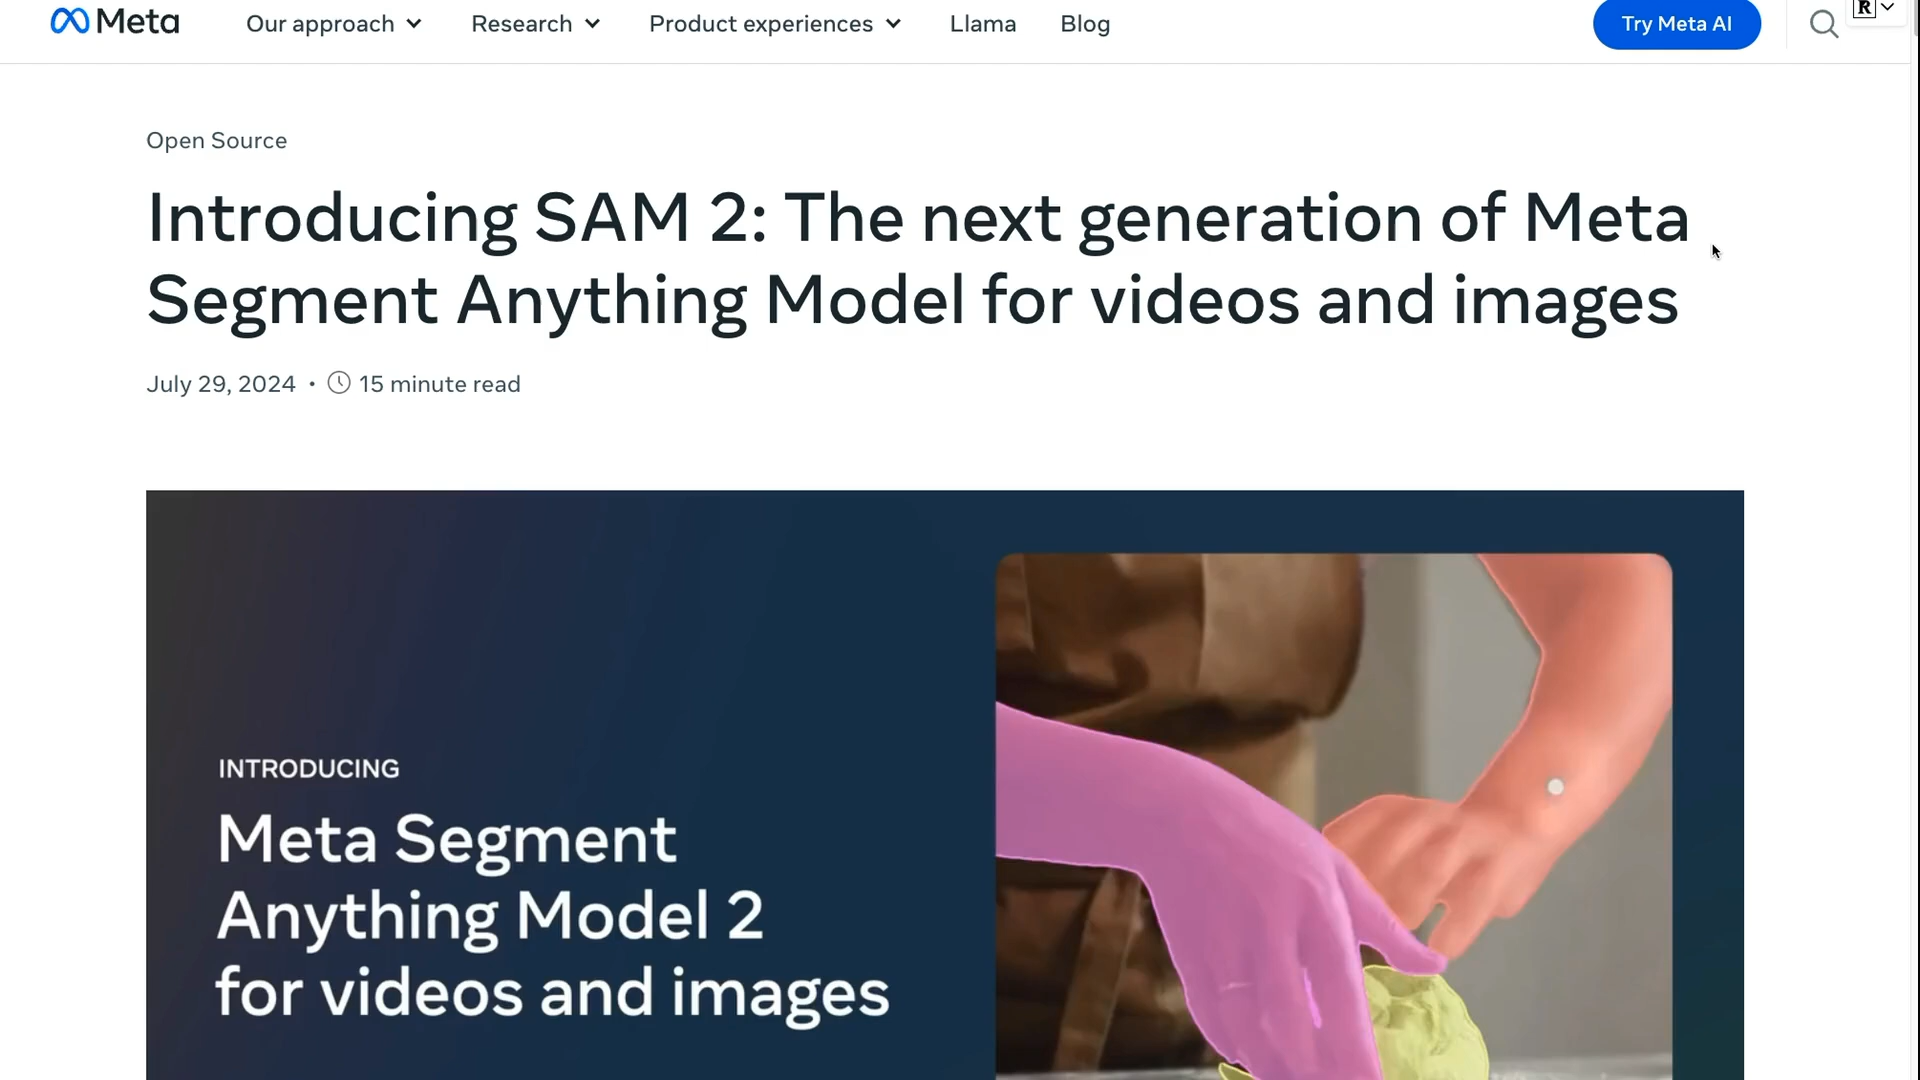 Meta Our approach Research Product experiences Llama Blog Try Meta AI R
Open Source
Introducing SAM 2: The next generation of Meta
Segment Anything Model for videos and images
July 29, 2024 • 15 minute read
INTRODUCING
Meta Segment
Anything Model 2
for videos and images